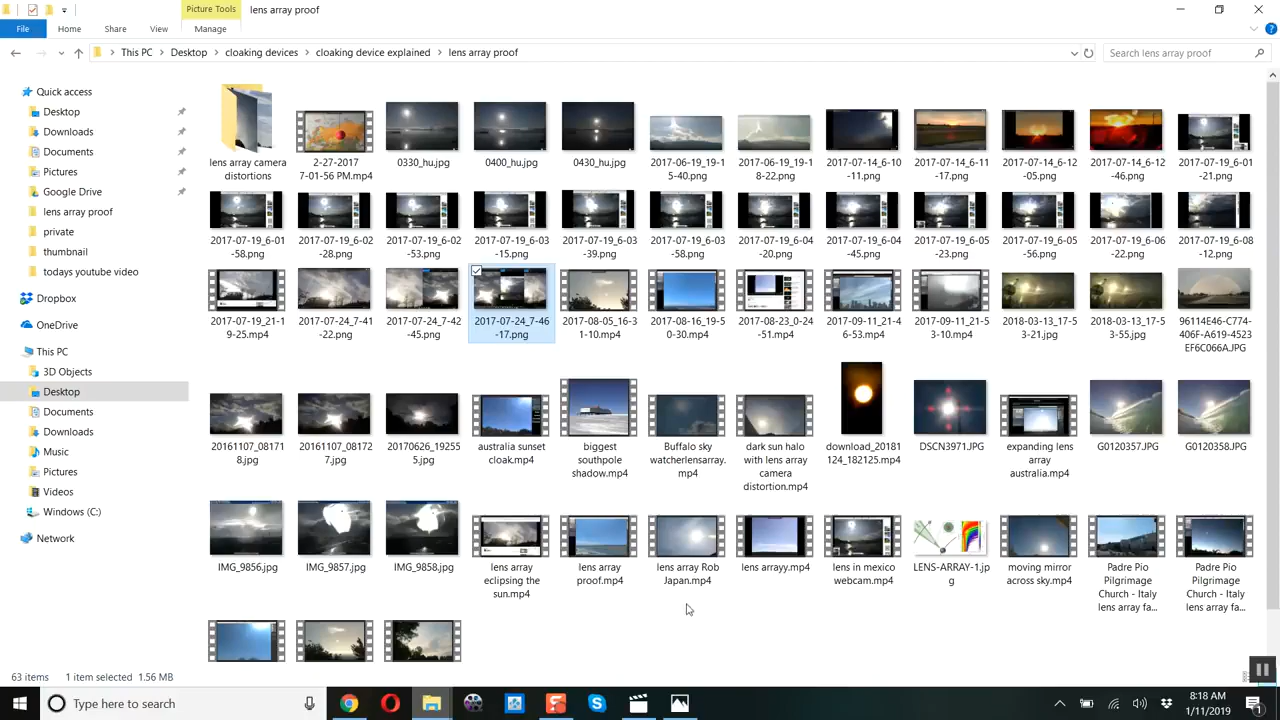 Picture Tools
lens array proof
File
Home
Share
View
Manage
This PC
Desktop
cloaking devices
cloaking device explained
lens array proof
Search lens array proof
Quick access
Desktop
Downloads
Documents
Pictures
Google Drive
lens array proof
private
thumbnail
todays youtube video
Dropbox
OneDrive
This PC
3D Objects
Desktop
Documents
Downloads
Music
Pictures
Videos
Windows (C:)
Network
lens array camera
distortions
2-27-2017
7-01-56 PM.mp4
0330_hu.jpg
0400_hu.jpg
0430_hu.jpg
2017-06-19_19-1
5-40.png
2017-06-19_19-1
8-22.png
2017-07-14_6-10
-11.png
2017-07-14_6-11
-17.png
2017-07-14_6-12
-05.png
2017-07-14_6-12
-46.png
2017-07-19_6-01
-21.png
2017-07-19_6-01
-58.png
2017-07-19_6-02
-28.png
2017-07-19_6-02
-53.png
2017-07-19_6-03
-15.png
2017-07-19_6-03
-39.png
2017-07-19_6-03
-58.png
2017-07-19_6-04
-20.png
2017-07-19_6-04
-45.png
2017-07-19_6-05
-23.png
2017-07-19_6-05
-56.png
2017-07-19_6-06
-22.png
2017-07-19_6-08
-12.png
2017-07-19_21-1
9-25.mp4
2017-07-24_7-41
-22.png
2017-07-24_7-42
-45.png
2017-07-24_7-46
-17.png
2017-08-05_16-3
1-10.mp4
2017-08-16_19-5
0-30.mp4
2017-08-23_0-24
-51.mp4
2017-09-11_21-4
6-53.mp4
2017-09-11_21-5
3-10.mp4
2018-03-13_17-5
3-21.jpg
2018-03-13_17-5
3-55.jpg
96114E46-C774-
406F-A619-4523
EF6C066A.JPG
20161107_08171
8.jpg
20161107_08172
7.jpg
20170626_19255
5.jpg
australia sunset
cloak.mp4
biggest
southpole
shadow.mp4
Buffalo sky
watcherlensarray.
mp4
dark sun halo
with lens array
camera
distortion.mp4
download_20181
124_182125.mp4
DSCN3971.JPG
expanding lens
array
australia.mp4
G0120357.JPG
G0120358.JPG
IMG_9856.jpg
IMG_9857.jpg
IMG_9858.jpg
lens array
eclipsing the
sun.mp4
lens array
proof.mp4
lens array Rob
Japan.mp4
lens arrayy.mp4
lens in mexico
webcam.mp4
LENS-ARRAY-1.jp
g
moving mirror
across sky.mp4
Padre Pio
Pilgrimage
Church - Italy
lens array fa...
Padre Pio
Pilgrimage
Church - Italy
lens array fa...
63 items
1 item selected 1.56 MB
Type here to search
8:18 AM
1/11/2019